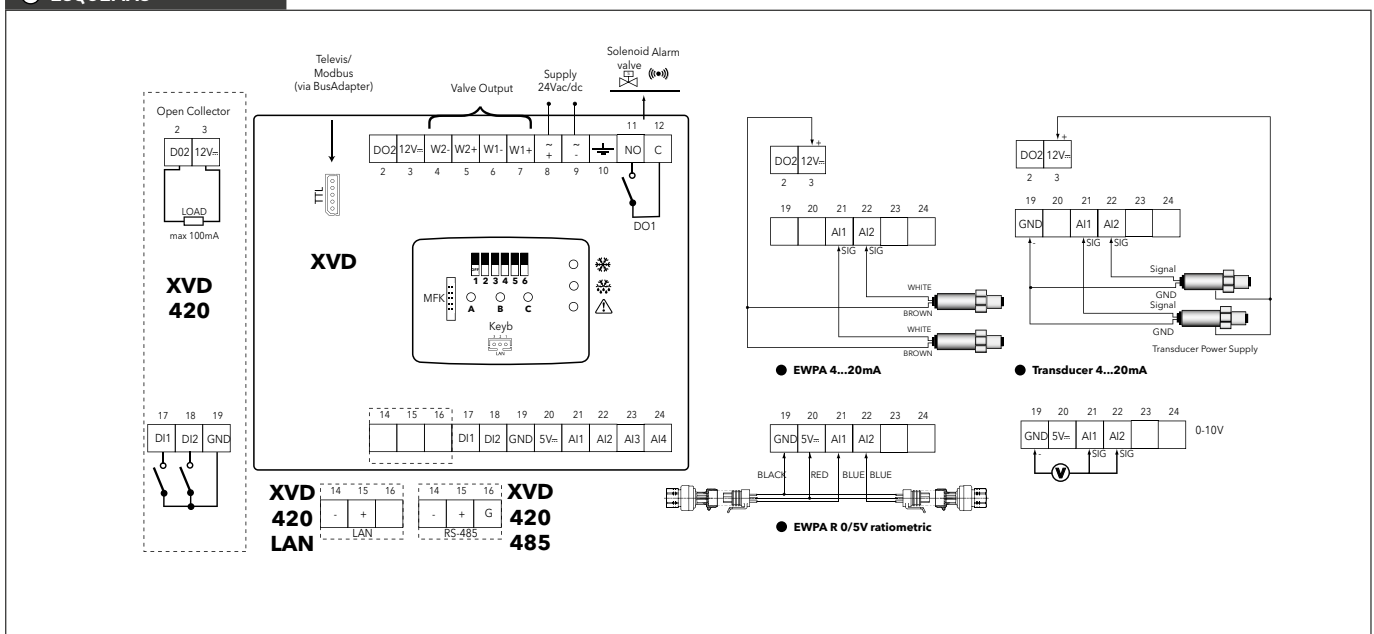 Televis/
Modbus
(via BusAdapter)
Valve Output
Supply
24Vac/dc
Solenoid Alarm
valve
Open Collector
2 3
D02 12V
LOAD
max 100mA
XVD
420
17 18 19
DI1 DI2 GND
11 12
DO2 12V W2- W2+ W1- W1+ ~ + ~ - NO C
2 3 4 5 6 7 8 9 10
DO1
TTL
XVD
OFF
1 2 3 4 5 6
MFK
A B C
Keyb
LAN
14 15 16 17 18 19 20 21 22 23 24
DI1 DI2 GND 5V AI1 AI2 AI3 AI4
XVD
420
LAN
14 15 16
- +
LAN
14 15 16
- + G
RS-485
XVD
420
485
+
DO2 12V
2 3
19 20 21 22 23 24
AI1 AI2
SIG SIG
WHITE
BROWN
WHITE
BROWN
● EWPA 4...20mA
+
DO2 12V
2 3
19 20 21 22 23 24
GND AI1 AI2
- SIG SIG
Signal
GND
Signal
GND
Transducer Power Supply
● Transducer 4...20mA
19 20 21 22 23 24
GND 5V AI1 AI2
BLACK RED BLUE BLUE
● EWPA R 0/5V ratiometric
19 20 21 22 23 24
GND 5V AI1 AI2 0-10V
- SIG SIG
V